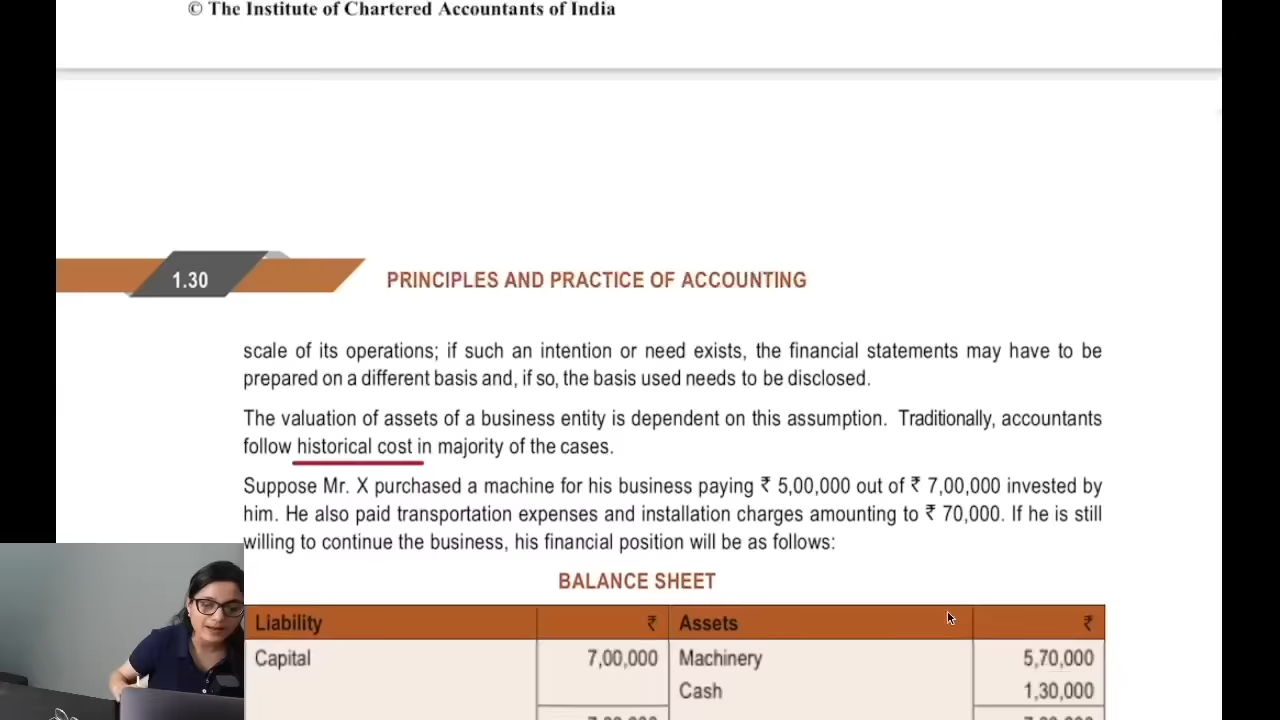 © The Institute of Chartered Accountants of India
1.30
PRINCIPLES AND PRACTICE OF ACCOUNTING
scale of its operations; if such an intention or need exists, the financial statements may have to be
prepared on a different basis and, if so, the basis used needs to be disclosed.
The valuation of assets of a business entity is dependent on this assumption. Traditionally, accountants
follow historical cost in majority of the cases.
Suppose Mr. X purchased a machine for his business paying ₹ 5,00,000 out of ₹ 7,00,000 invested by
him. He also paid transportation expenses and installation charges amounting to ₹ 70,000. If he is still
willing to continue the business, his financial position will be as follows:
BALANCE SHEET
Liability ₹ Assets ₹
Capital 7,00,000 Machinery 5,70,000
Cash 1,30,000